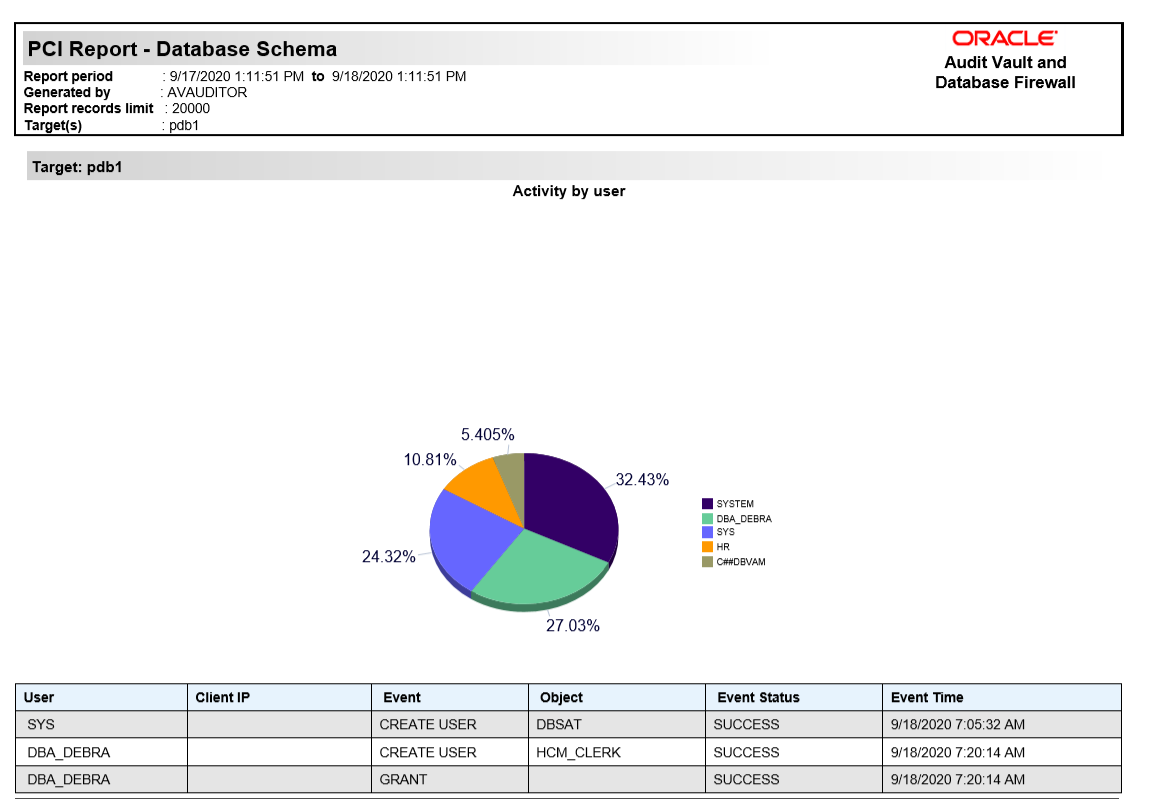 PCI Report - Database Schema
ORACLE
Audit Vault and
Database Firewall
Report period : 9/17/2020 1:11:51 PM to 9/18/2020 1:11:51 PM
Generated by : AVAUDITOR
Report records limit : 20000
Target(s) : pdb1
Target: pdb1
Activity by user
5.405%
10.81%
32.43%
24.32%
27.03%
SYSTEM
DBA_DEBRA
SYS
HR
C##DBVAM
User Client IP Event Object Event Status Event Time
SYS CREATE USER DBSAT SUCCESS 9/18/2020 7:05:32 AM
DBA_DEBRA CREATE USER HCM_CLERK SUCCESS 9/18/2020 7:20:14 AM
DBA_DEBRA GRANT SUCCESS 9/18/2020 7:20:14 AM